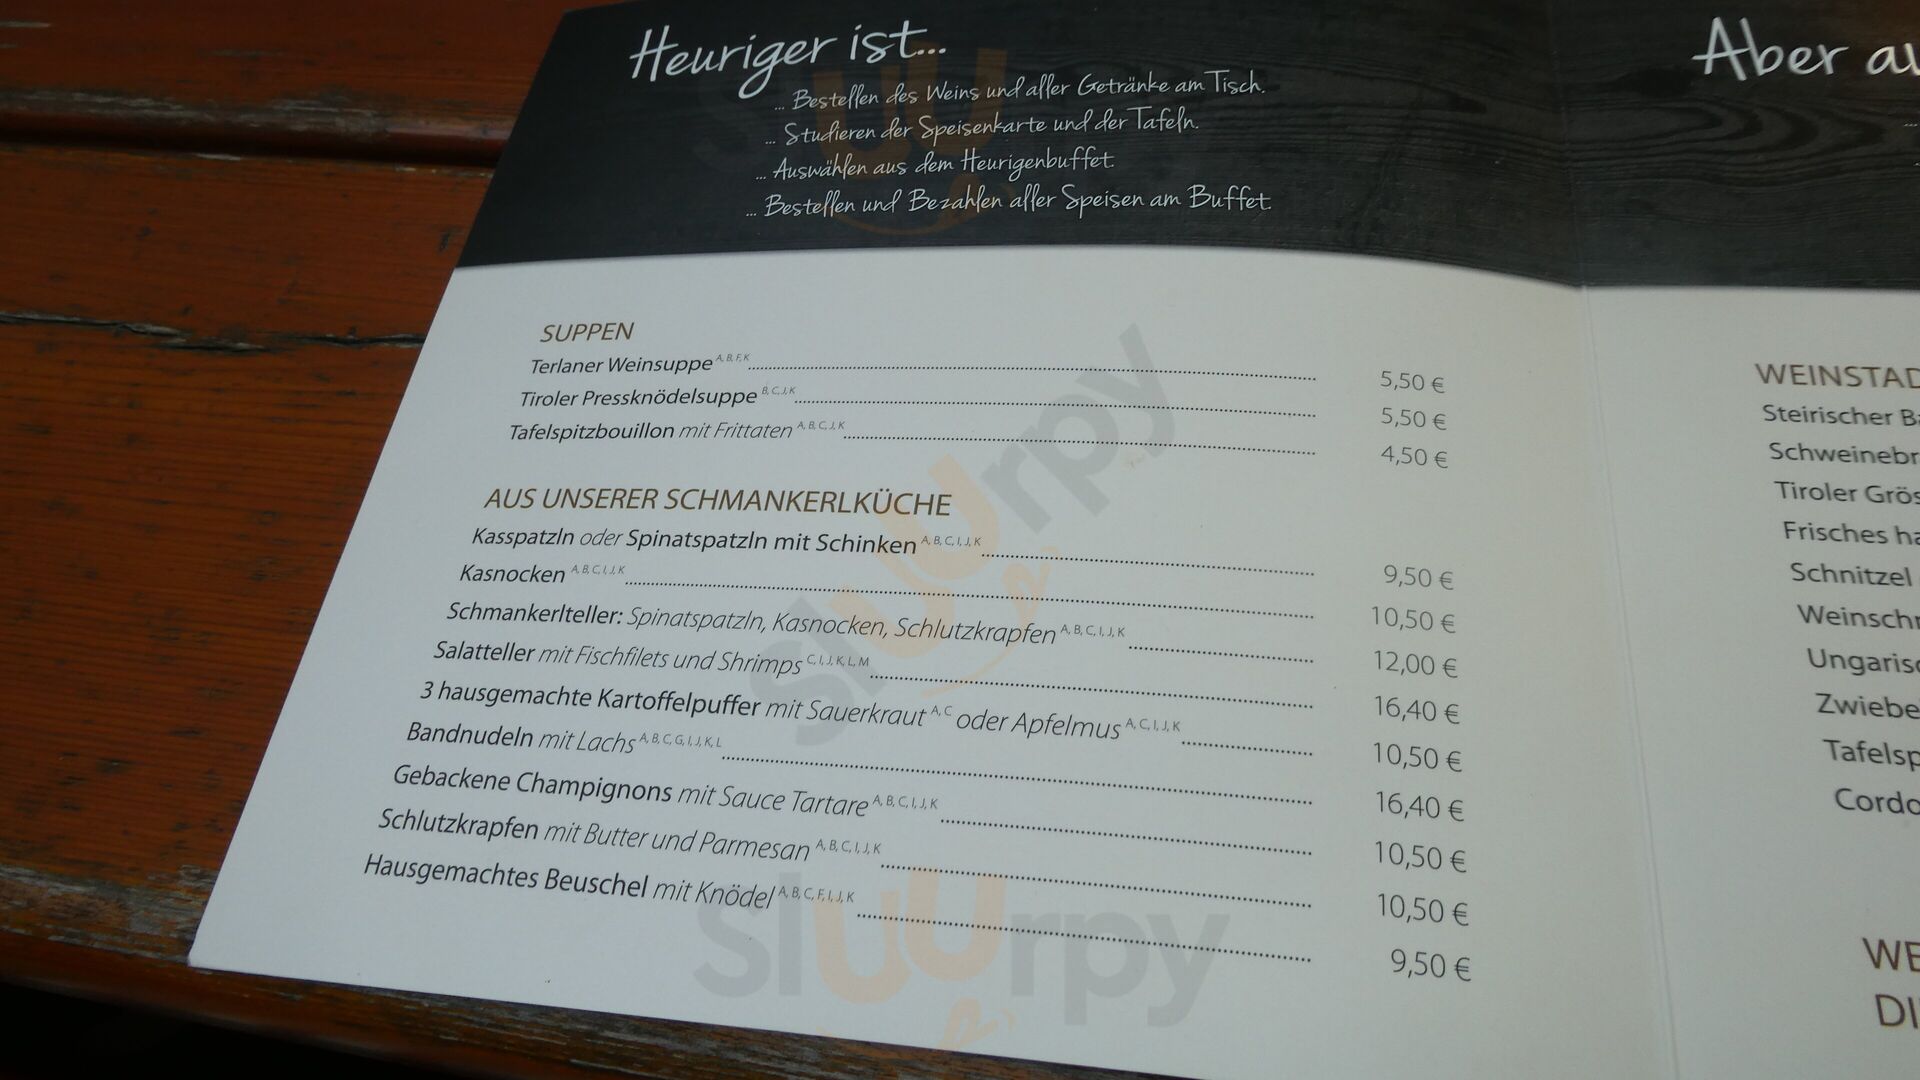 Heuriger ist...
... Bestellen des Weins und aller Getränke am Tisch.
... Studieren der Speisenkarte und der Tafeln.
... Auswählen aus dem Heurigenbuffet.
... Bestellen und Bezahlen aller Speisen am Buffet.
SUPPEN
Terlaner Weinsuppe A, B, F, K 5,50 €
Tiroler Pressknödelsuppe B, C, J, K 5,50 €
Tafelspitzbouillon mit Frittaten A, B, C, J, K 4,50 €
AUS UNSERER SCHMANKERLKÜCHE
Kasspatzln oder Spinatspatzln mit Schinken A, B, C, I, J, K 9,50 €
Kasnocken A, B, C, I, J, K 10,50 €
Schmankerlteller: Spinatspatzln, Kasnocken, Schlutzkrapfen A, B, C, I, J, K 12,00 €
Salatteller mit Fischfilets und Shrimps C, I, J, K, L, M 16,40 €
3 hausgemachte Kartoffelpuffer mit Sauerkraut A, C oder Apfelmus A, C, I, J, K 10,50 €
Bandnudeln mit Lachs A, B, C, G, I, J, K, L 16,40 €
Gebackene Champignons mit Sauce Tartare A, B, C, I, J, K 10,50 €
Schlutzkrapfen mit Butter und Parmesan A, B, C, I, J, K 10,50 €
Hausgemachtes Beuschel mit Knödel A, B, C, F, I, J, K 9,50 €
Aber au
WEINSTAD
Steirischer Ba
Schweinebr
Tiroler Grös
Frisches ha
Schnitzel
Weinschn
Ungarisc
Zwiebe
Tafelsp
Cordo
WE
DI
sluurpy
sluurpy